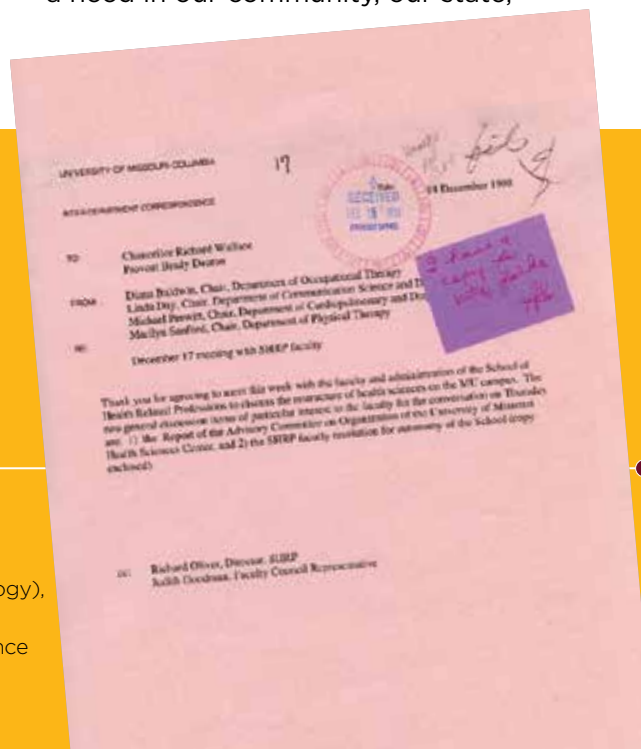 a need in our community, our state,
UNIVERSITY OF MISSOURI-COLUMBIA
17
file
RECEIVED
14 December 1998
INTER-DEPARTMENT CORRESPONDENCE
TO Chancellor Richard Wallace
Provost Brady Deaton
I have a
copy
FROM Diana Baldwin, Chair, Department of Occupational Therapy
Linda Day, Chair, Department of Communication Science and
Michael Prewitt, Chair, Department of Cardiopulmonary and
Marilyn Sanford, Chair, Department of Physical Therapy
RE: December 17 meeting with SHRP faculty
Thank you for agreeing to meet this week with the faculty and administration of the School of
Health Related Professions to discuss the restructure of health sciences on the MU campus. The
two general discussion items of particular interest to the faculty for the conversation on Thursday
are: 1) the Report of the Advisory Committee on Organization of the University of Missouri
Health Sciences Center, and 2) the SHRP faculty resolution for autonomy of the School (copy
enclosed).
cc: Richard Oliver, Director, SHRP
Judith Goodman, Faculty Council Representative
ogy),
nce